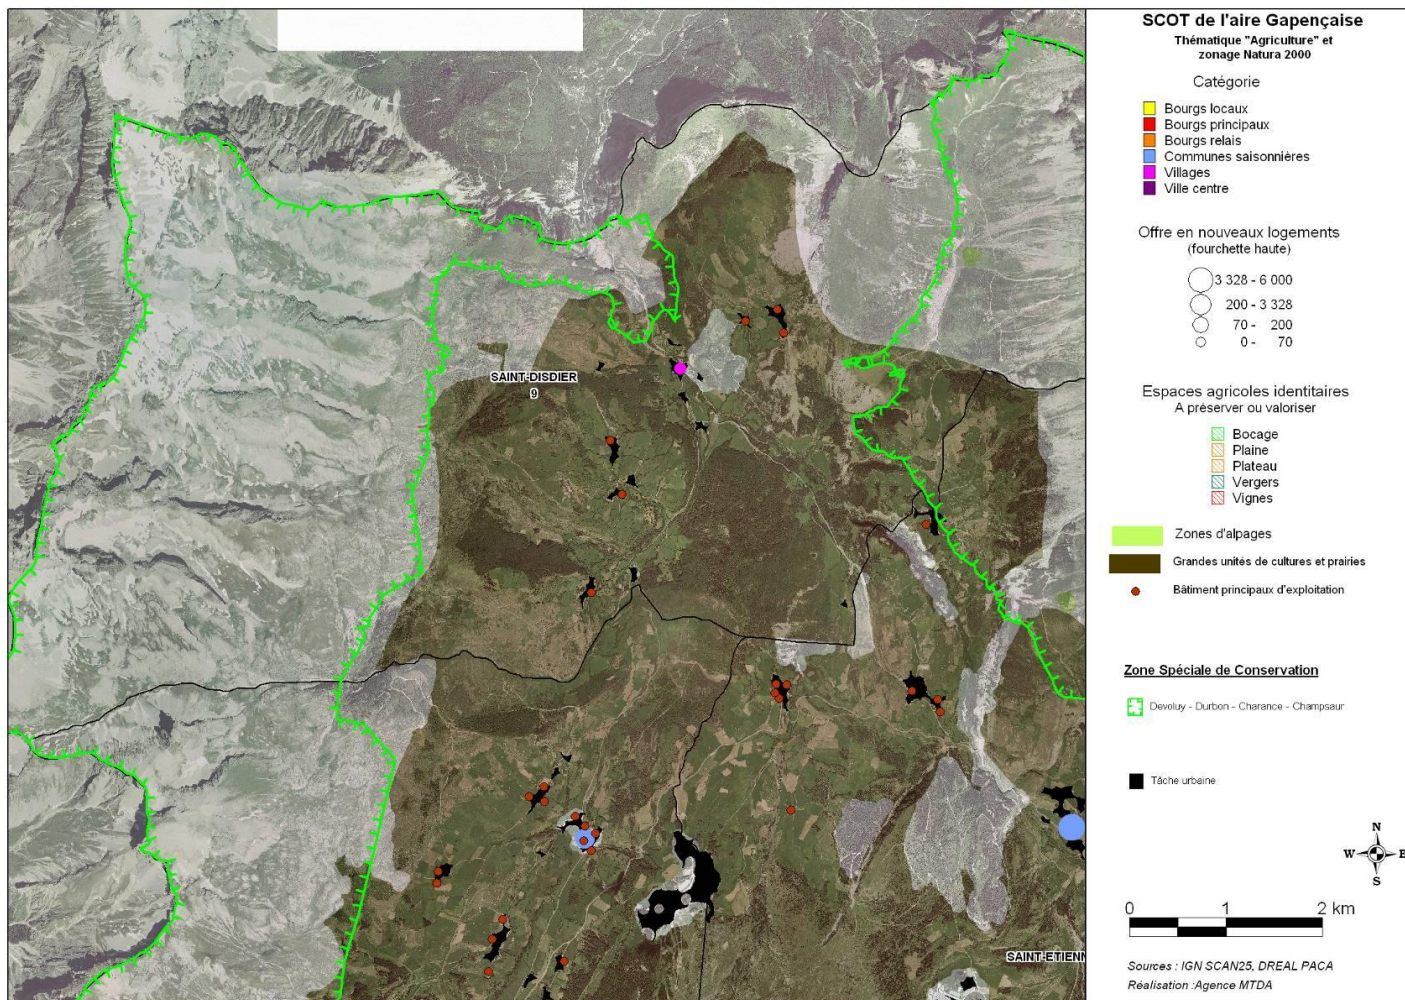 SCOT de l'aire Gapençaise
Thématique "Agriculture" et
zonage Natura 2000
Catégorie
Bourgs locaux
Bourgs principaux
Bourgs relais
Communes saisonnières
Villages
Ville centre
Offre en nouveaux logements
(fourchette haute)
3 328 - 6 000
200 - 3 328
70 - 200
0 - 70
Espaces agricoles identitaires
A préserver ou valoriser
Bocage
Plaine
Plateau
Vergers
Vignes
Zones d'alpages
Grandes unités de cultures et prairies
Bâtiment principaux d'exploitation
Zone Spéciale de Conservation
Devoluy - Durbon - Charance - Champsaur
Tâche urbaine
N
W E
S
0 1 2 km
Sources : IGN SCAN25, DREAL PACA
Réalisation :Agence MTDA
SAINT-DISDIER
9
SAINT-ETIENN